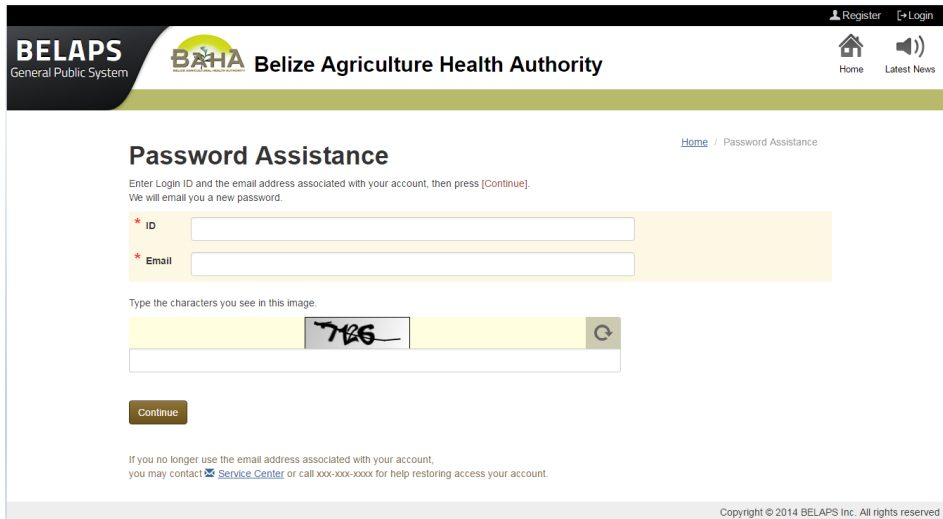 Register Login
BELAPS
General Public System
BAHA
BELIZE AGRICULTURAL HEALTH AUTHORITY
Belize Agriculture Health Authority
Home Latest News
Home / Password Assistance
Password Assistance
Enter Login ID and the email address associated with your account, then press [Continue].
We will email you a new password.
* ID
* Email
Type the characters you see in this image.
Continue
If you no longer use the email address associated with your account,
you may contact Service Center or call xxx-xxx-xxxx for help restoring access your account.
Copyright © 2014 BELAPS Inc. All rights reserved